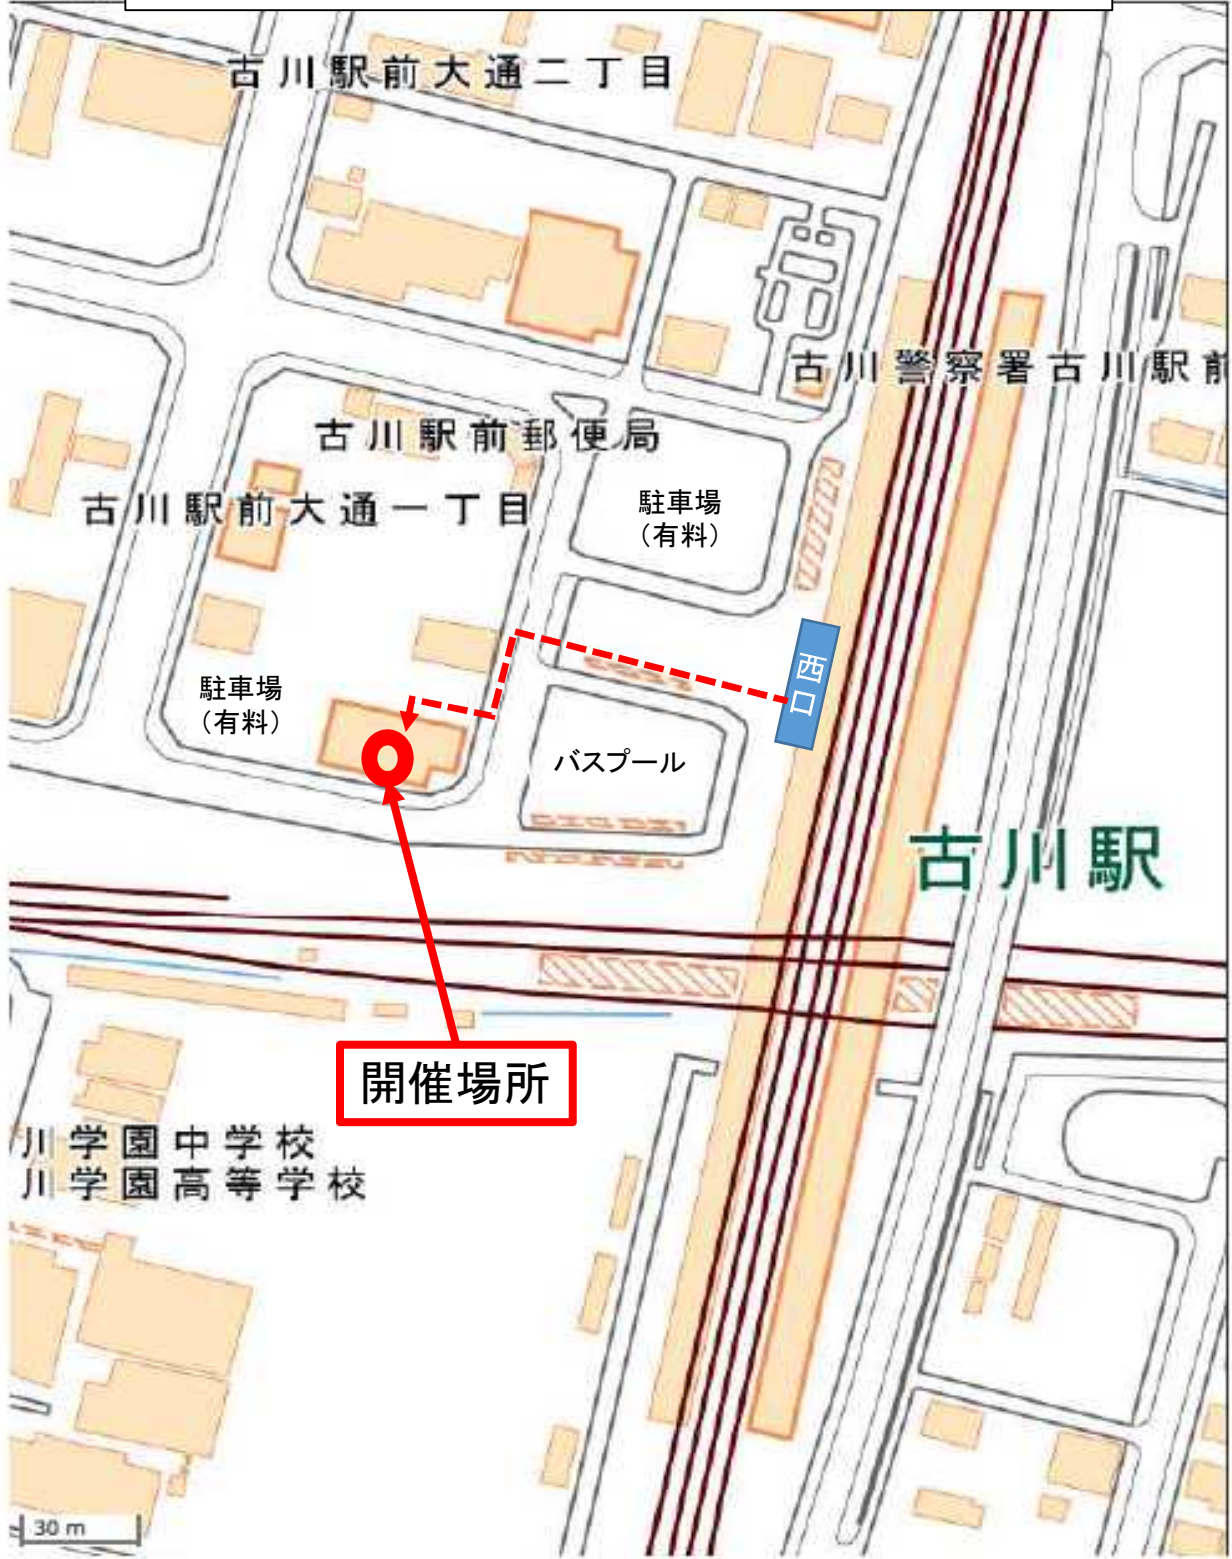 古川駅前大通二丁目
古川警察署古川駅前
古川駅前郵便局
駐車場
（有料）
古川駅前大通一丁目
西口
駐車場
（有料）
バスプール
古川駅
開催場所
川学園中学校
川学園高等学校
30 m